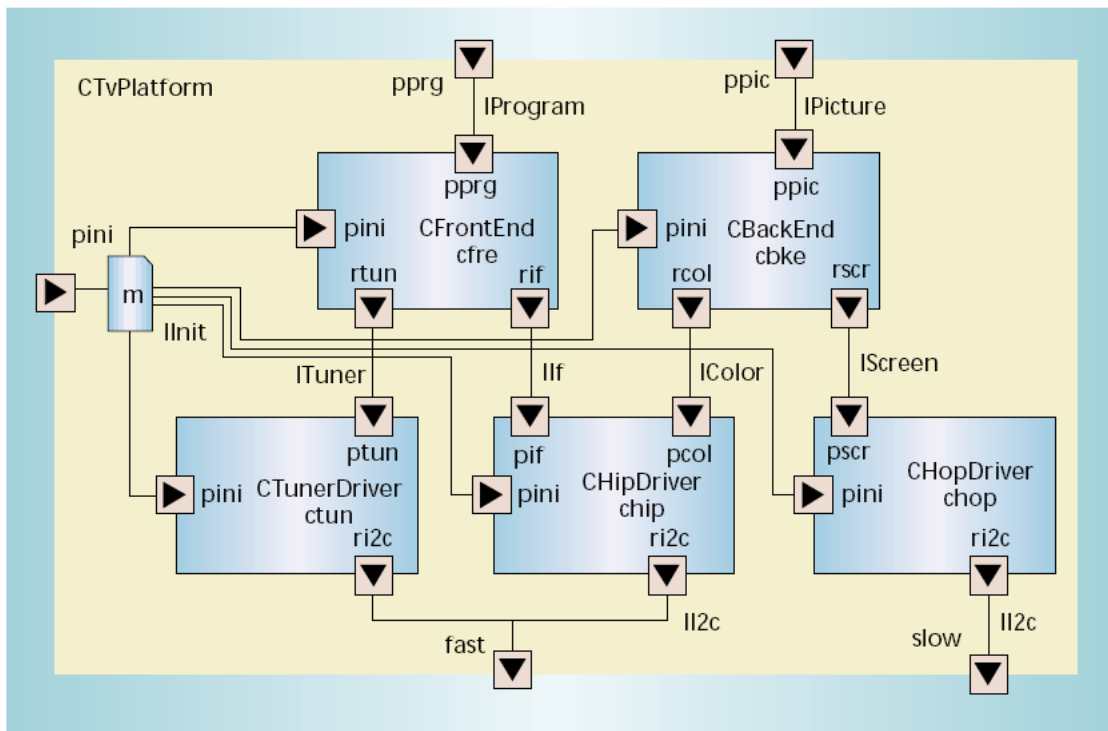 CTvPlatform
pprg
IProgram
ppic
IPicture
pprg
ppic
pini
pini
CFrontEnd
cfre
pini
CBackEnd
cbke
rtun
rif
rcol
rscr
m
IInit
ITuner
IIf
IColor
IScreen
ptun
pif
pcol
pscr
pini
CTunerDriver
ctun
pini
CHipDriver
chip
pini
CHopDriver
chop
ri2c
ri2c
ri2c
fast
II2c
slow
II2c